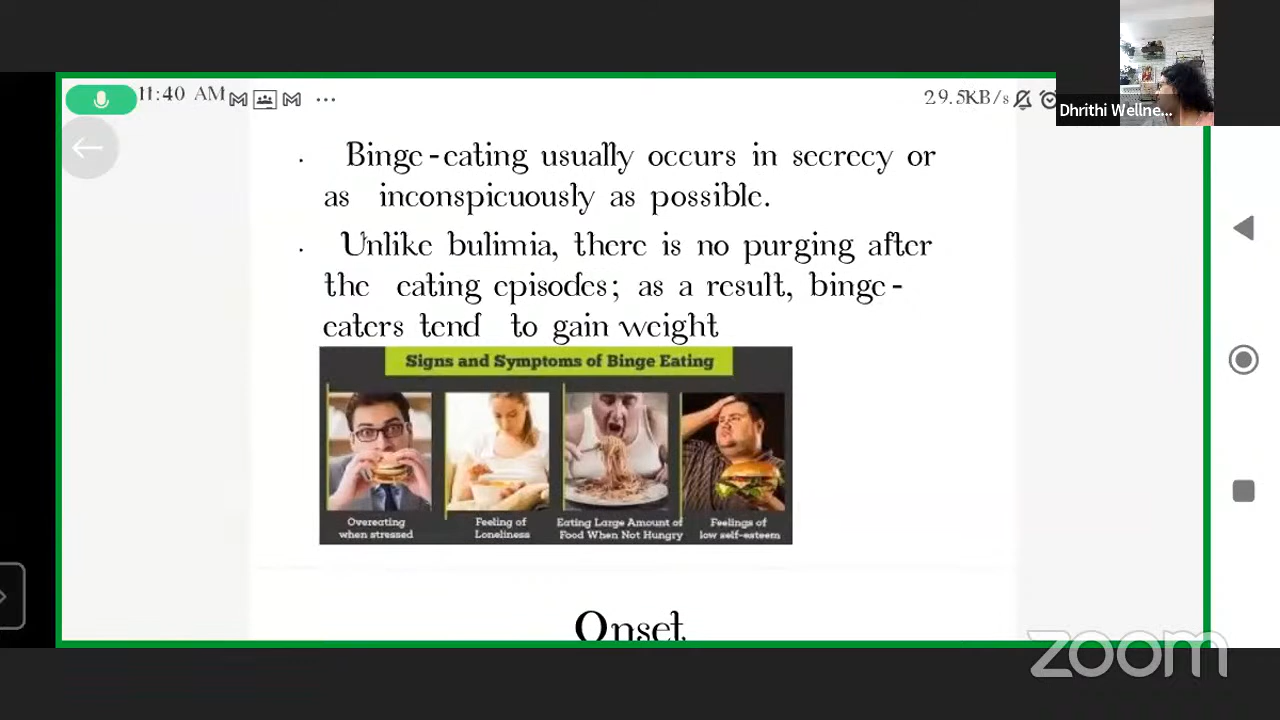 11:40 AM ...
29.5KB/s
Dhrithi Wellne...
· Binge-eating usually occurs in secrecy or
as inconspicuously as possible.
· Unlike bulimia, there is no purging after
the eating episodes; as a result, binge-
eaters tend to gain weight
Signs and Symptoms of Binge Eating
Overeating
when stressed
Feeling of
Loneliness
Eating Large Amount of
Food When Not Hungry
Feelings of
low self-esteem
Onset
zoom